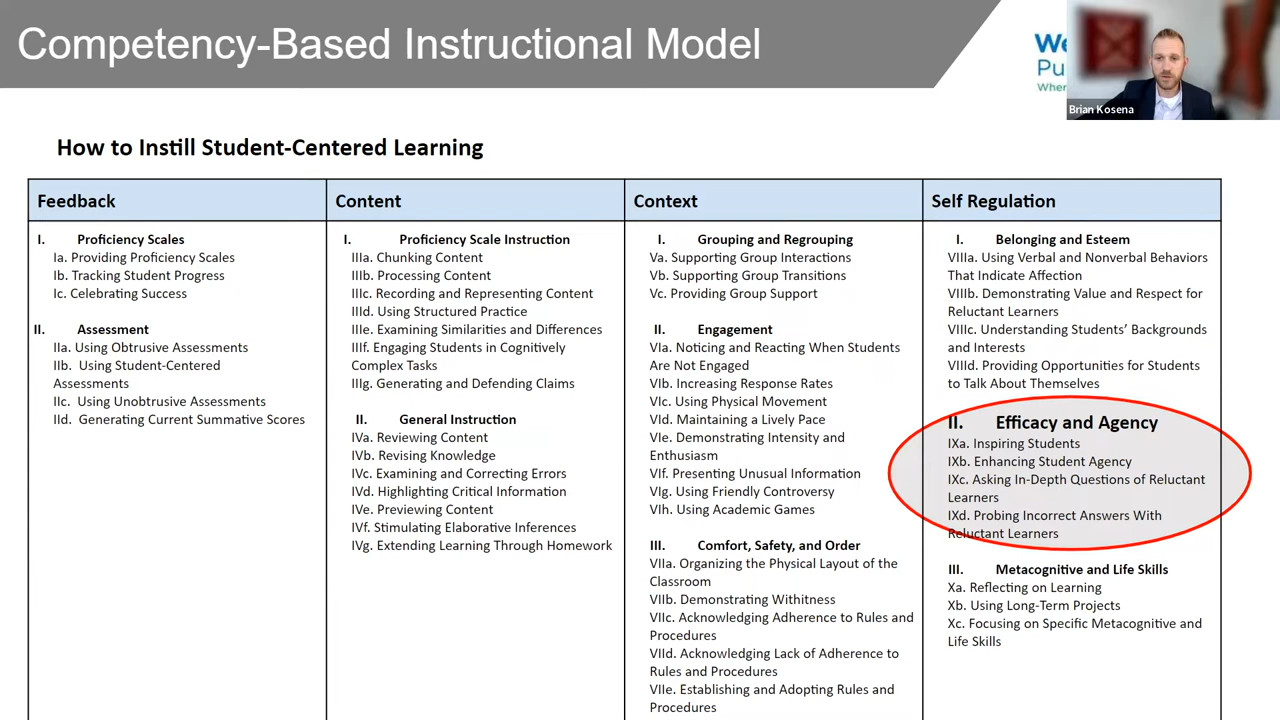 Competency-Based Instructional Model
We
Pu
Whe
Brian Kosena
How to Instill Student-Centered Learning
Feedback
I. Proficiency Scales
Ia. Providing Proficiency Scales
Ib. Tracking Student Progress
Ic. Celebrating Success
II. Assessment
IIa. Using Obtrusive Assessments
IIb. Using Student-Centered
Assessments
IIc. Using Unobtrusive Assessments
IId. Generating Current Summative Scores
Content
I. Proficiency Scale Instruction
IIIa. Chunking Content
IIIb. Processing Content
IIIc. Recording and Representing Content
IIId. Using Structured Practice
IIIe. Examining Similarities and Differences
IIIf. Engaging Students in Cognitively
Complex Tasks
IIIg. Generating and Defending Claims
II. General Instruction
IVa. Reviewing Content
IVb. Revising Knowledge
IVc. Examining and Correcting Errors
IVd. Highlighting Critical Information
IVe. Previewing Content
IVf. Stimulating Elaborative Inferences
IVg. Extending Learning Through Homework
Context
I. Grouping and Regrouping
Va. Supporting Group Interactions
Vb. Supporting Group Transitions
Vc. Providing Group Support
II. Engagement
VIa. Noticing and Reacting When Students
Are Not Engaged
VIb. Increasing Response Rates
VIc. Using Physical Movement
VId. Maintaining a Lively Pace
VIe. Demonstrating Intensity and
Enthusiasm
VIf. Presenting Unusual Information
VIg. Using Friendly Controversy
VIh. Using Academic Games
III. Comfort, Safety, and Order
VIIa. Organizing the Physical Layout of the
Classroom
VIIb. Demonstrating Withitness
VIIc. Acknowledging Adherence to Rules and
Procedures
VIId. Acknowledging Lack of Adherence to
Rules and Procedures
VIIe. Establishing and Adopting Rules and
Procedures
Self Regulation
I. Belonging and Esteem
VIIIa. Using Verbal and Nonverbal Behaviors
That Indicate Affection
VIIIb. Demonstrating Value and Respect for
Reluctant Learners
VIIIc. Understanding Students’ Backgrounds
and Interests
VIIId. Providing Opportunities for Students
to Talk About Themselves
II. Efficacy and Agency
IXa. Inspiring Students
IXb. Enhancing Student Agency
IXc. Asking In-Depth Questions of Reluctant
Learners
IXd. Probing Incorrect Answers With
Reluctant Learners
III. Metacognitive and Life Skills
Xa. Reflecting on Learning
Xb. Using Long-Term Projects
Xc. Focusing on Specific Metacognitive and
Life Skills